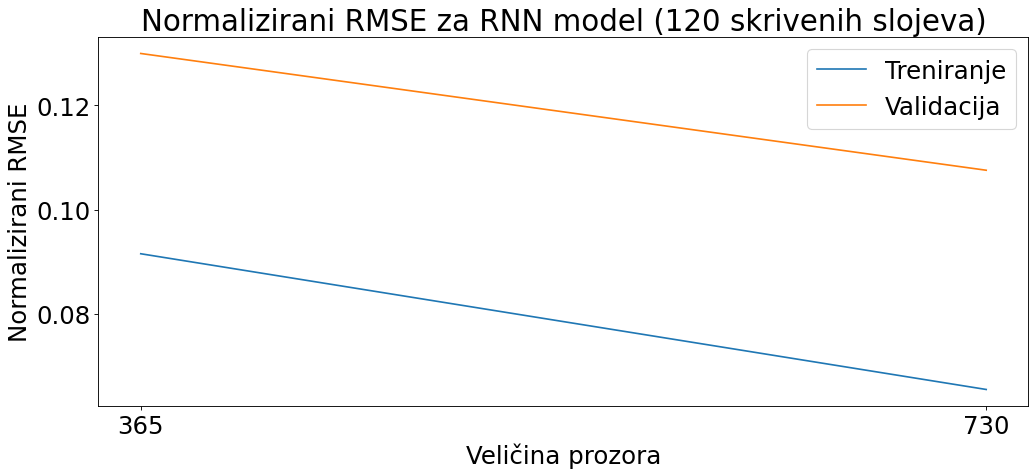 Normalizirani RMSE za RNN model (120 skrivenih slojeva)
Treniranje
Validacija
Normalizirani RMSE
0.12
0.10
0.08
365
730
Veličina prozora